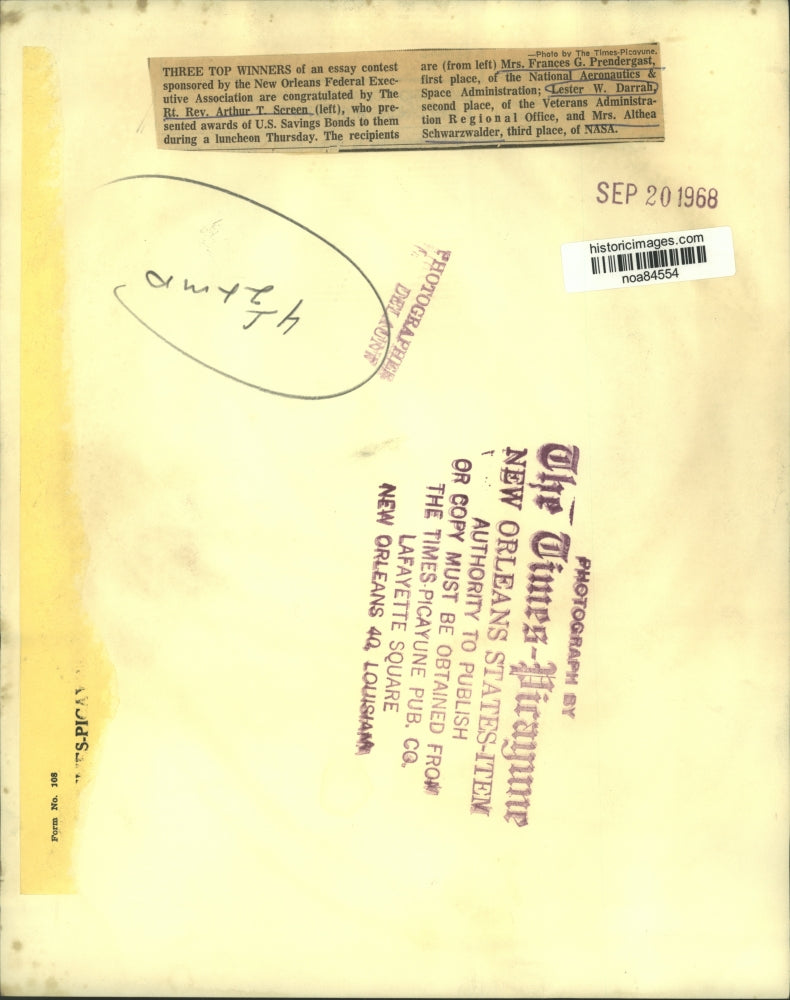 —Photo by The Times-Picayune.
THREE TOP WINNERS of an essay contest
sponsored by the New Orleans Federal Exec-
utive Association are congratulated by The
Rt. Rev. Arthur T. Screen (left), who pre-
sented awards of U.S. Savings Bonds to them
during a luncheon Thursday. The recipients
are (from left) Mrs. Frances G. Prendergast,
first place, of the National Aeronautics &
Space Administration; Lester W. Darrah,
second place, of the Veterans Administra-
tion Regional Office, and Mrs. Althea
Schwarzwalder, third place, of NASA.
SEP 20 1968
historicimages.com
noa84554
PHOTOGRAPHER
PHOTOGRAPH BY
The Times-Picayune
NEW ORLEANS STATES-ITEM
AUTHORITY TO PUBLISH
OR COPY MUST BE OBTAINED FROM
THE TIMES-PICAYUNE PUB. CO.
LAFAYETTE SQUARE
NEW ORLEANS 40, LOUISIANA
Form No. 108